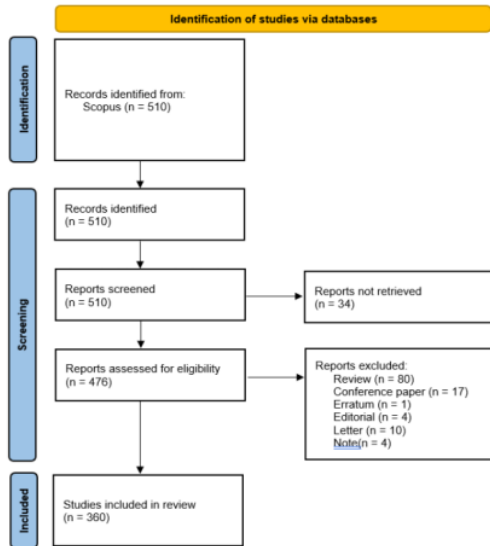 Identification of studies via databases
Identification
Records identified from:
Scopus (n = 510)
Screening
Records identified
(n = 510)
Reports screened
(n = 510)
Reports not retrieved
(n = 34)
Reports assessed for eligibility
(n = 476)
Reports excluded:
Review (n = 80)
Conference paper (n = 17)
Erratum (n = 1)
Editorial (n = 4)
Letter (n = 10)
Note(n = 4)
Included
Studies included in review
(n = 360)